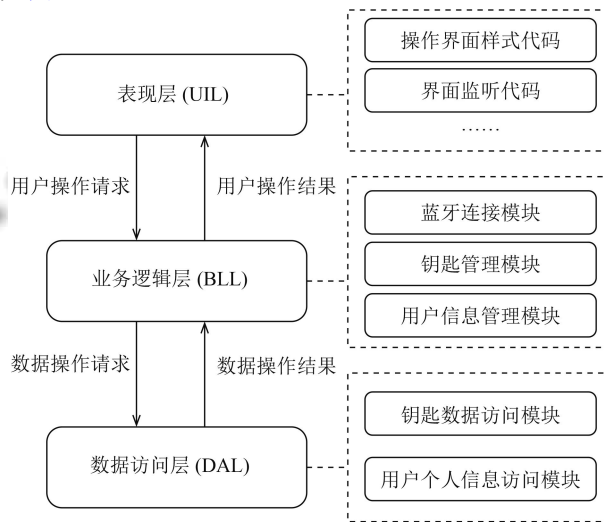 操作界面样式代码
表现层 (UIL)
界面监听代码
……
用户操作请求
用户操作结果
蓝牙连接模块
钥匙管理模块
业务逻辑层 (BLL)
用户信息管理模块
数据操作请求
数据操作结果
钥匙数据访问模块
数据访问层 (DAL)
用户个人信息访问模块